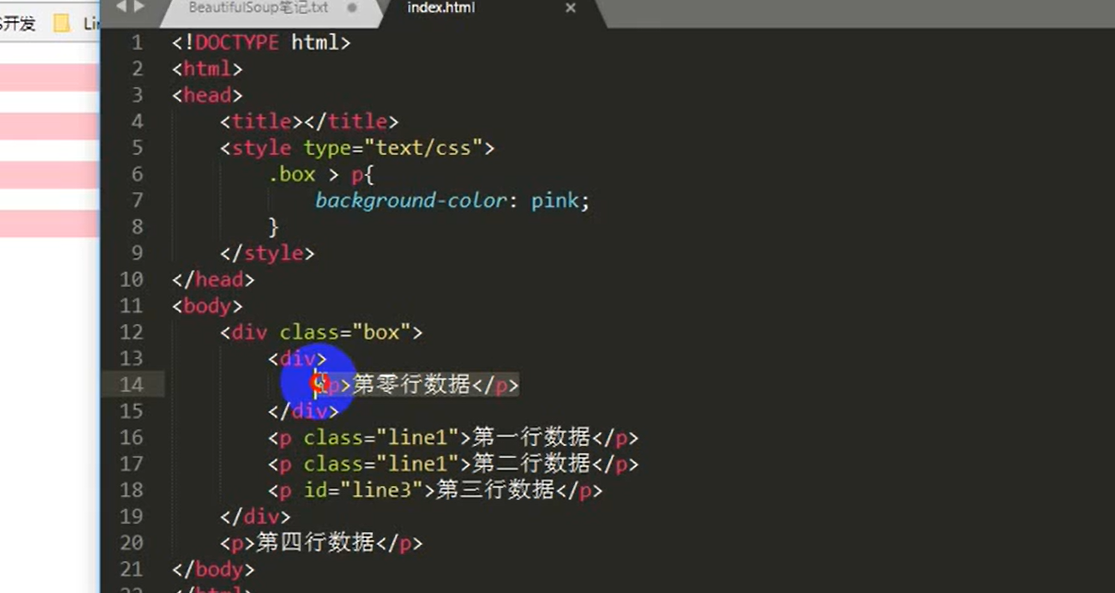 BeautifulSoup笔记.txt
index.html
开发
1 <!DOCTYPE html>
2 <html>
3 <head>
4 <title></title>
5 <style type="text/css">
6 .box > p{
7 background-color: pink;
8 }
9 </style>
10 </head>
11 <body>
12 <div class="box">
13 <div>
14 <p>第零行数据</p>
15 </div>
16 <p class="line1">第一行数据</p>
17 <p class="line1">第二行数据</p>
18 <p id="line3">第三行数据</p>
19 </div>
20 <p>第四行数据</p>
21 </body>
22 </html>